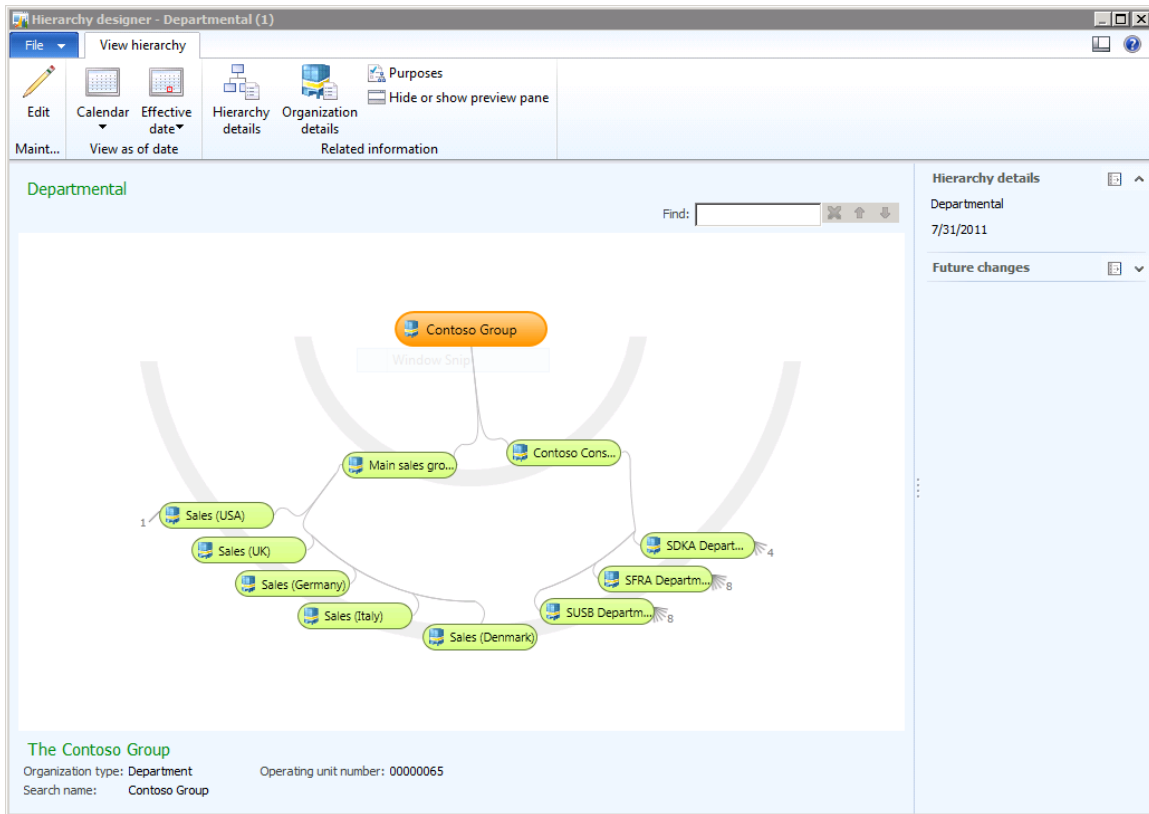 Hierarchy designer - Departmental (1)
File
View hierarchy
Edit
Calendar
Effective date
Hierarchy details
Organization details
Purposes
Hide or show preview pane
Maint...
View as of date
Related information
Departmental
Find:
Hierarchy details
Departmental
7/31/2011
Future changes
Contoso Group
Window Snip
Main sales gro...
Contoso Cons...
1
Sales (USA)
Sales (UK)
Sales (Germany)
Sales (Italy)
Sales (Denmark)
SDKA Depart...
4
SFRA Departm...
8
SUSB Departm...
8
The Contoso Group
Organization type: Department
Operating unit number: 00000065
Search name: Contoso Group